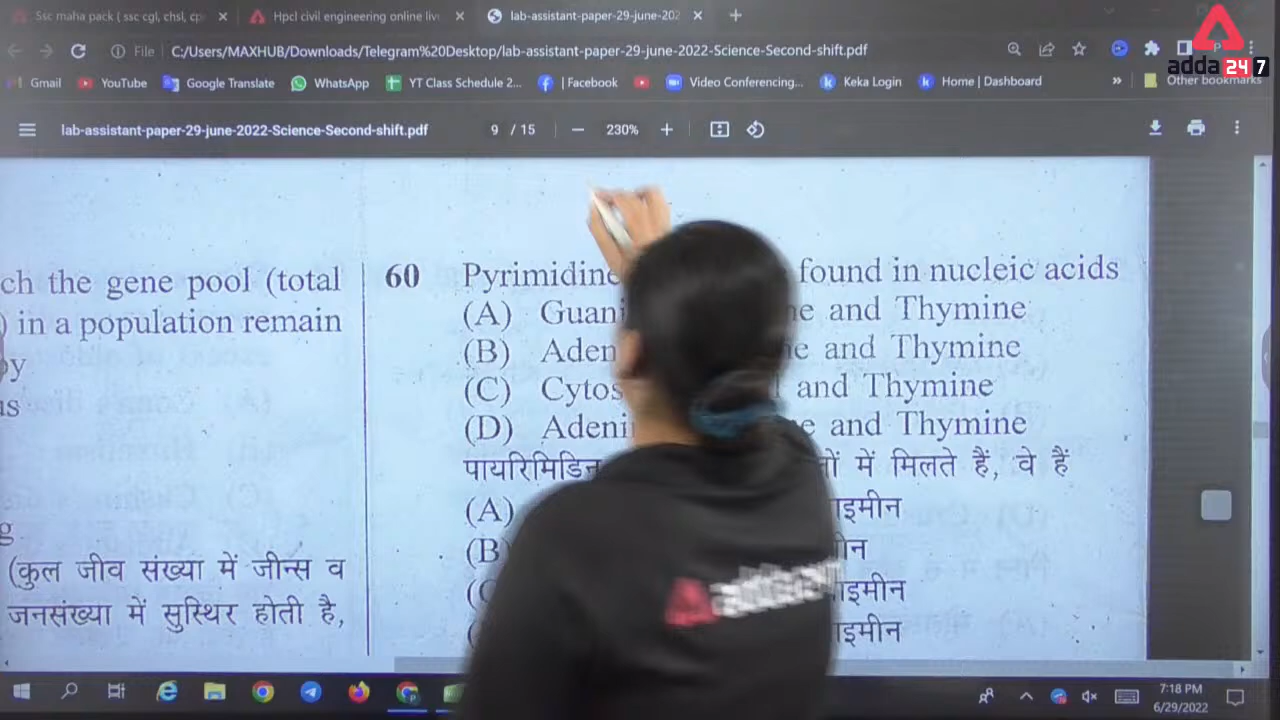 Ssc maha pack ( ssc cgl, chsl, cp
Hpcl civil engineering online live
lab-assistant-paper-29-june-202
File
C:/Users/MAXHUB/Downloads/Telegram%20Desktop/lab-assistant-paper-29-june-2022-Science-Second-shift.pdf
P
adda 247
Gmail
YouTube
Google Translate
WhatsApp
YT Class Schedule 2...
| Facebook
Video Conferencing...
Keka Login
Home | Dashboard
Other bookmarks
lab-assistant-paper-29-june-2022-Science-Second-shift.pdf
9 / 15
230%
ch the gene pool (total
) in a population remain
by
us
g
(कुल जीव संख्या में जीन्स व
जनसंख्या में सुस्थिर होती है,
60 Pyrimidine found in nucleic acids
(A) Guani ne and Thymine
(B) Aden ne and Thymine
(C) Cytos l and Thymine
(D) Adeni e and Thymine
पायरिमिडिन में मिलते हैं, वे हैं
(A) ाइमीन
(B) ीन
(C ाइमीन
( ाइमीन
7:18 PM
6/29/2022